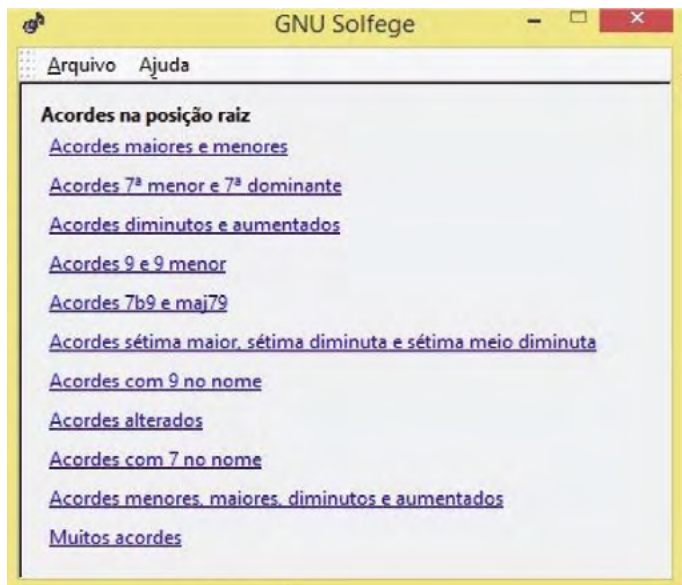 GNU Solfege
Arquivo Ajuda
Acordes na posição raiz
Acordes maiores e menores
Acordes 7ª menor e 7ª dominante
Acordes diminutos e aumentados
Acordes 9 e 9 menor
Acordes 7b9 e maj79
Acordes sétima maior, sétima diminuta e sétima meio diminuta
Acordes com 9 no nome
Acordes alterados
Acordes com 7 no nome
Acordes menores, maiores, diminutos e aumentados
Muitos acordes